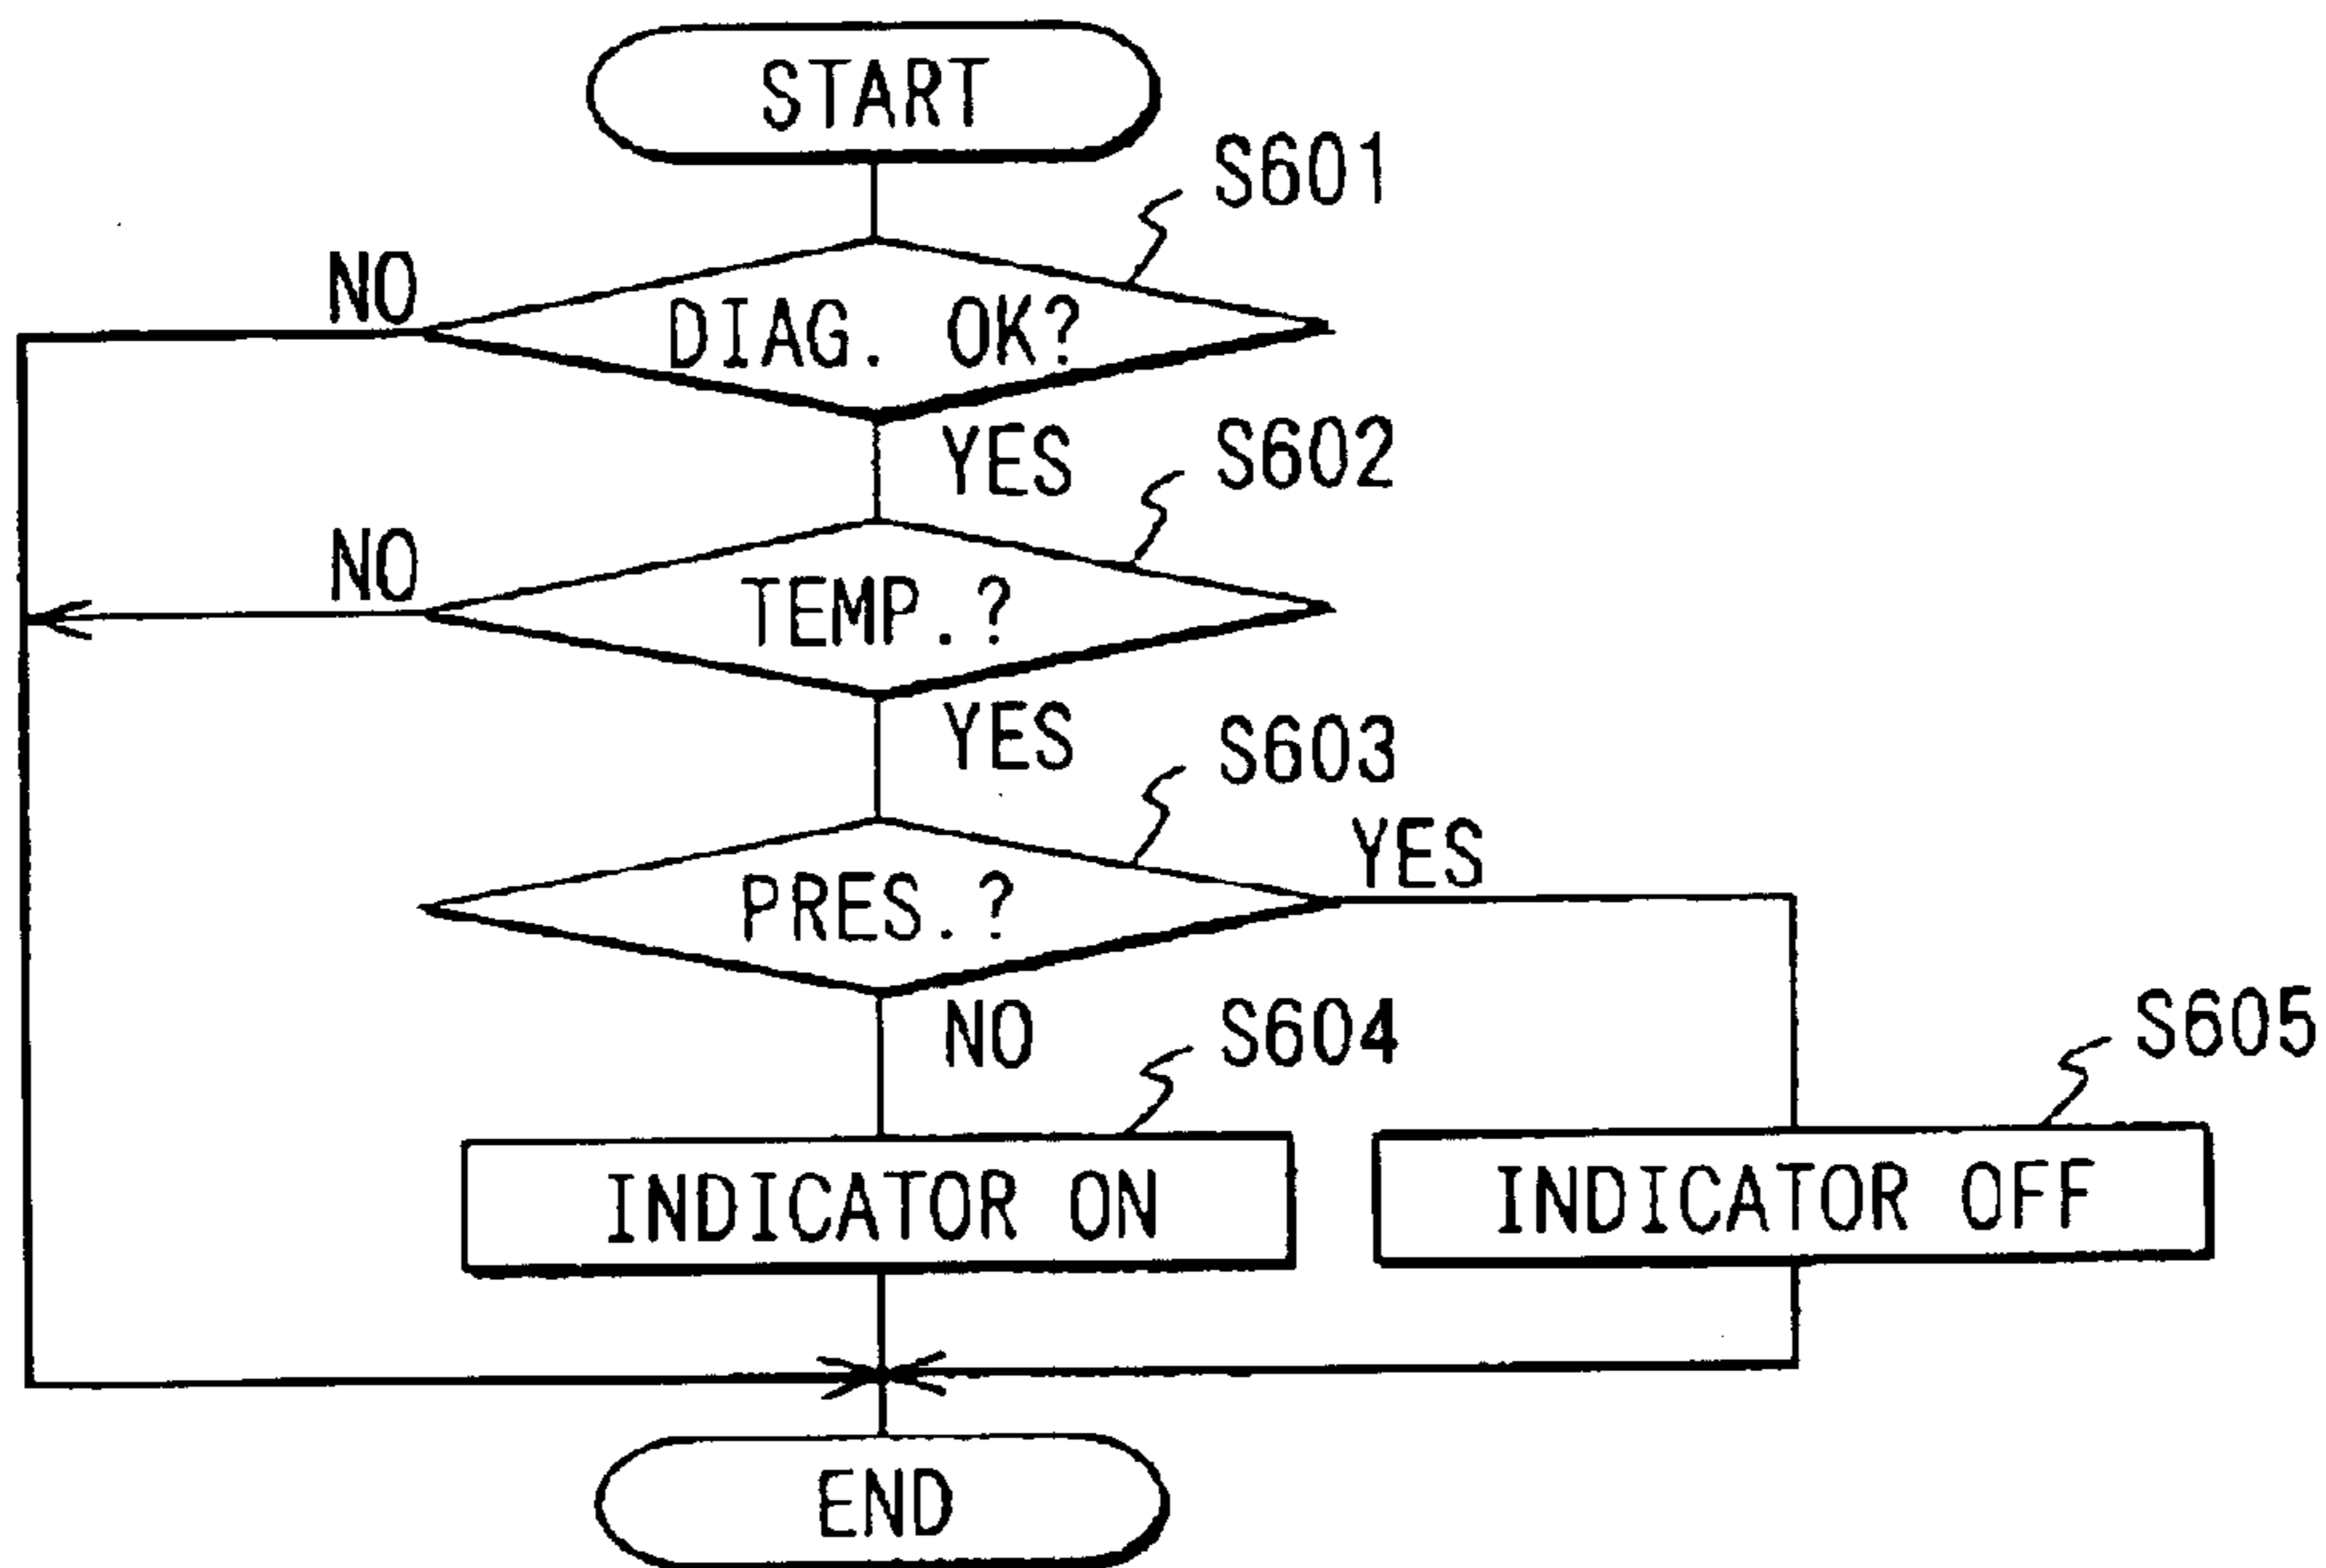 START
S601
NO
DIAG. OK?
YES
S602
NO
TEMP.?
YES
S603
YES
PRES.?
NO
S604
S605
INDICATOR ON
INDICATOR OFF
END